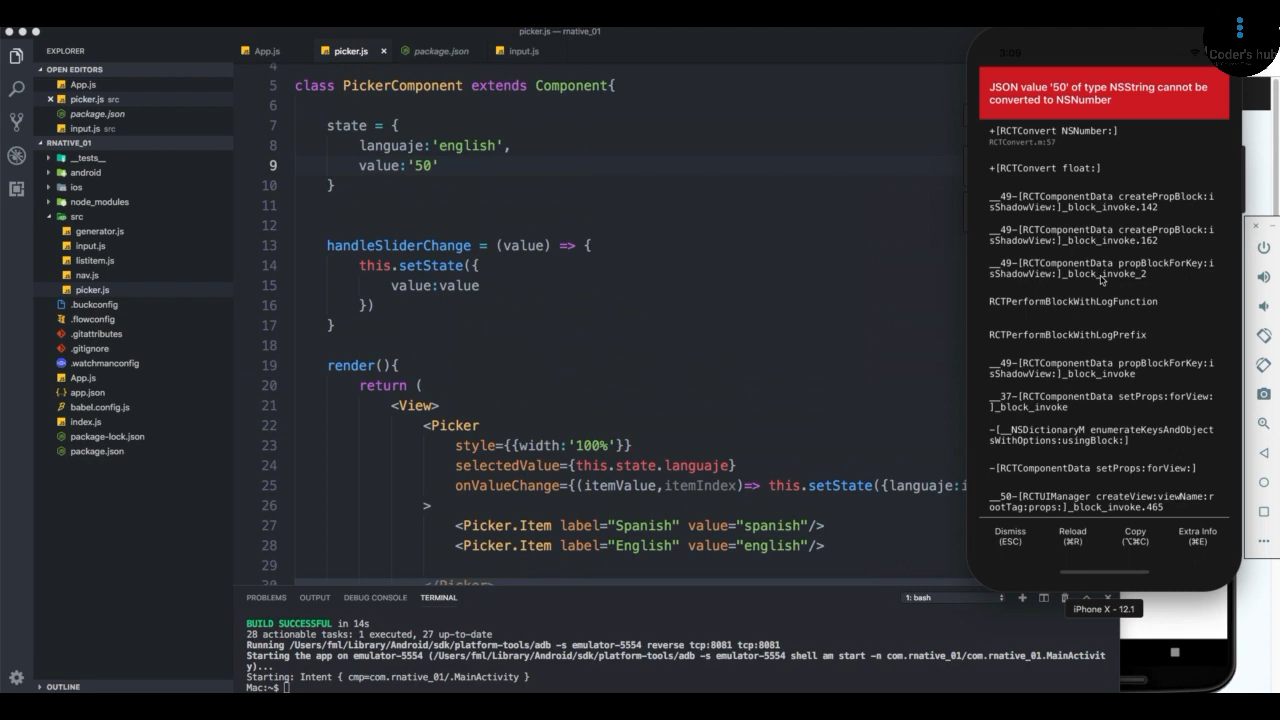 picker.js — rnative_01
Coder's hub
EXPLORER
OPEN EDITORS
App.js
picker.js src
package.json
input.js src
RNATIVE_01
__tests__
android
ios
node_modules
src
generator.js
input.js
listitem.js
nav.js
picker.js
.buckconfig
.flowconfig
.gitattributes
.gitignore
.watchmanconfig
App.js
app.json
babel.config.js
index.js
package-lock.json
package.json
OUTLINE
App.js
picker.js
package.json
input.js
4
5 class PickerComponent extends Component{
6
7 state = {
8 languaje:'english',
9 value:'50'
10 }
11
12
13 handleSliderChange = (value) => {
14 this.setState({
15 value:value
16 })
17 }
18
19 render(){
20 return (
21 <View>
22 <Picker
23 style={{width:'100%'}}
24 selectedValue={this.state.languaje}
25 onValueChange={(itemValue,itemIndex)=> this.setState({languaje:i
26 >
27 <Picker.Item label="Spanish" value="spanish"/>
28 <Picker.Item label="English" value="english"/>
29
30 </Picker>
PROBLEMS OUTPUT DEBUG CONSOLE TERMINAL
1: bash
BUILD SUCCESSFUL in 14s
28 actionable tasks: 1 executed, 27 up-to-date
Running /Users/fml/Library/Android/sdk/platform-tools/adb -s emulator-5554 reverse tcp:8081 tcp:8081
Starting the app on emulator-5554 (/Users/fml/Library/Android/sdk/platform-tools/adb -s emulator-5554 shell am start -n com.rnative_01/com.rnative_01.MainActivit
y)...
Starting: Intent { cmp=com.rnative_01/.MainActivity }
Mac:~$
3:09
JSON value '50' of type NSString cannot be
converted to NSNumber
+[RCTConvert NSNumber:]
RCTConvert.m:57
+[RCTConvert float:]
__49-[RCTComponentData createPropBlock:i
sShadowView:]_block_invoke.142
__49-[RCTComponentData createPropBlock:i
sShadowView:]_block_invoke.162
__49-[RCTComponentData propBlockForKey:i
sShadowView:]_block_invoke_2
RCTPerformBlockWithLogFunction
RCTPerformBlockWithLogPrefix
__49-[RCTComponentData propBlockForKey:i
sShadowView:]_block_invoke
__37-[RCTComponentData setProps:forView:
]_block_invoke
-[__NSDictionaryM enumerateKeysAndObject
sWithOptions:usingBlock:]
-[RCTComponentData setProps:forView:]
__50-[RCTUIManager createView:viewName:r
ootTag:props:]_block_invoke.465
Dismiss Reload Copy Extra Info
(ESC) (⌘R) (⌥⌘C) (⌘E)
iPhone X - 12.1